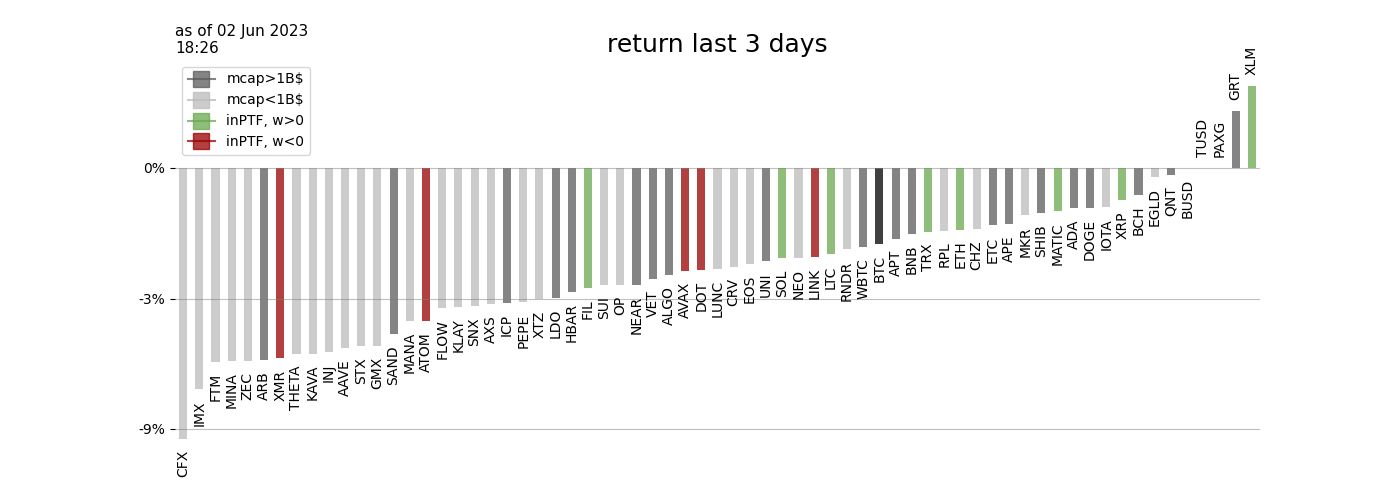 as of 02 Jun 2023
18:26
return last 3 days
mcap>1B$
mcap<1B$
inPTF, w>0
inPTF, w<0
0%
-3%
-9%
CFX
IMX
FTM
MINA
ZEC
ARB
XMR
THETA
KAVA
INJ
AAVE
STX
GMX
SAND
MANA
ATOM
FLOW
KLAY
SNX
AXS
ICP
PEPE
XTZ
LDO
HBAR
FIL
SUI
OP
NEAR
VET
ALGO
AVAX
DOT
LUNC
CRV
EOS
UNI
SOL
NEO
LINK
LTC
RNDR
WBTC
BTC
APT
BNB
TRX
RPL
ETH
CHZ
ETC
APE
MKR
SHIB
MATIC
ADA
DOGE
IOTA
XRP
BCH
EGLD
QNT
BUSD
TUSD
PAXG
GRT
XLM